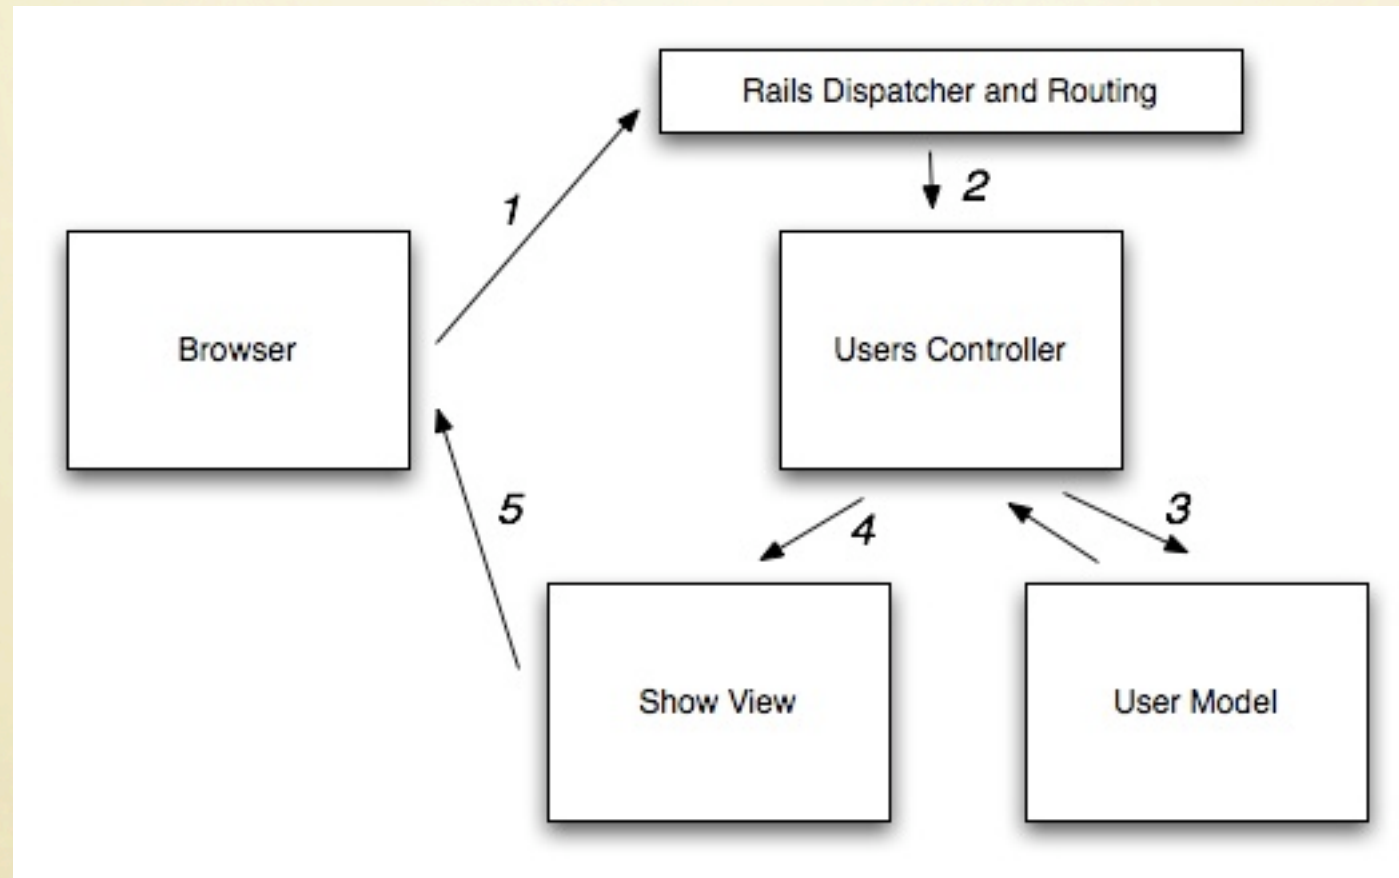 Rails Dispatcher and Routing
1
2
Browser
Users Controller
5
4
3
Show View
User Model